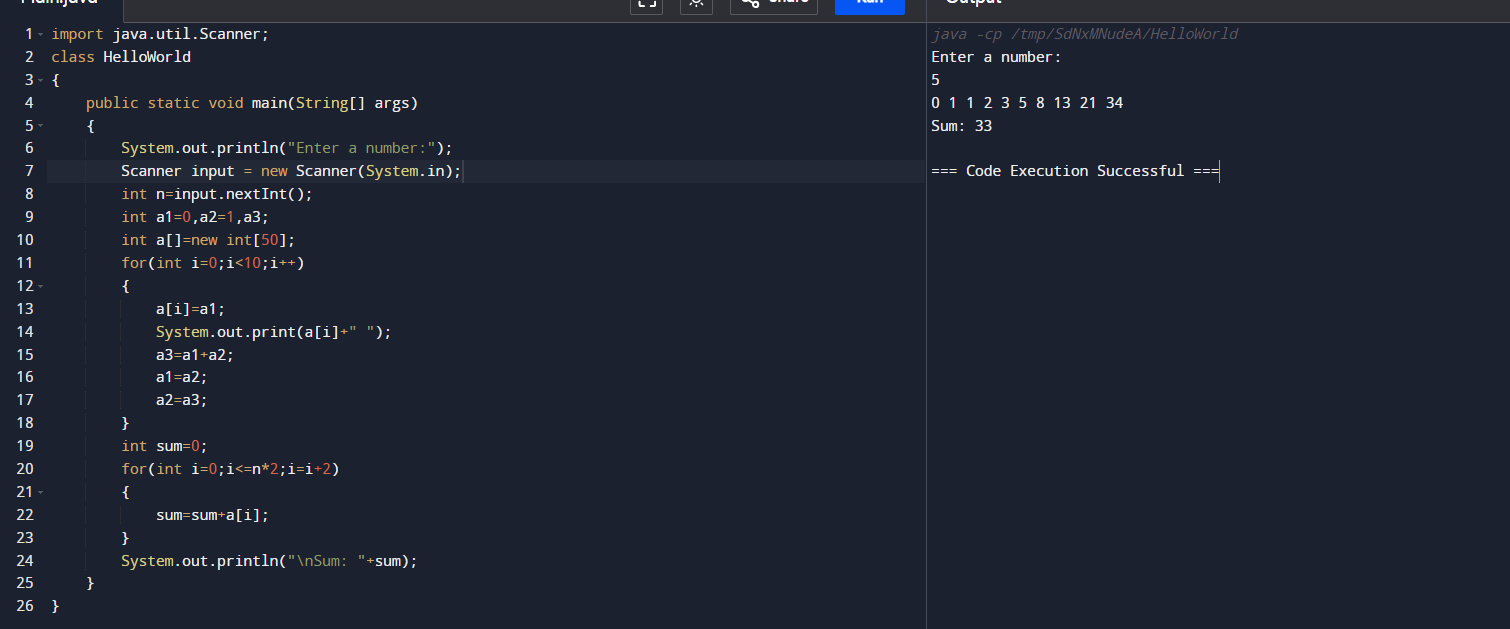 Main.java
Share
Run
Output
1 import java.util.Scanner;
2 class HelloWorld
3 {
4 public static void main(String[] args)
5 {
6 System.out.println("Enter a number:");
7 Scanner input = new Scanner(System.in);
8 int n=input.nextInt();
9 int a1=0,a2=1,a3;
10 int a[]=new int[50];
11 for(int i=0;i<10;i++)
12 {
13 a[i]=a1;
14 System.out.print(a[i]+" ");
15 a3=a1+a2;
16 a1=a2;
17 a2=a3;
18 }
19 int sum=0;
20 for(int i=0;i<=n*2;i=i+2)
21 {
22 sum=sum+a[i];
23 }
24 System.out.println("\nSum: "+sum);
25 }
26 }
java -cp /tmp/SdNxMNudeA/HelloWorld
Enter a number:
5
0 1 1 2 3 5 8 13 21 34
Sum: 33
=== Code Execution Successful ===